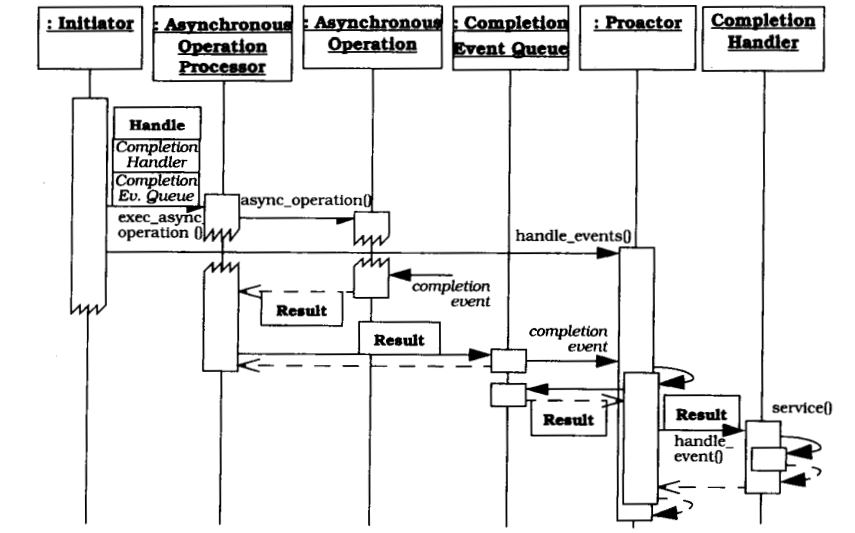 : Initiator
: Asynchronous
Operation
Processor
: Asynchronous
Operation
: Completion
Event Queue
: Proactor
Completion
Handler
Handle
Completion
Handler
Completion
Ev. Queue
exec_async
operation ()
async_operation()
handle_events()
completion
event
Result
Result
completion
event
Result
Result
handle_
event()
service()